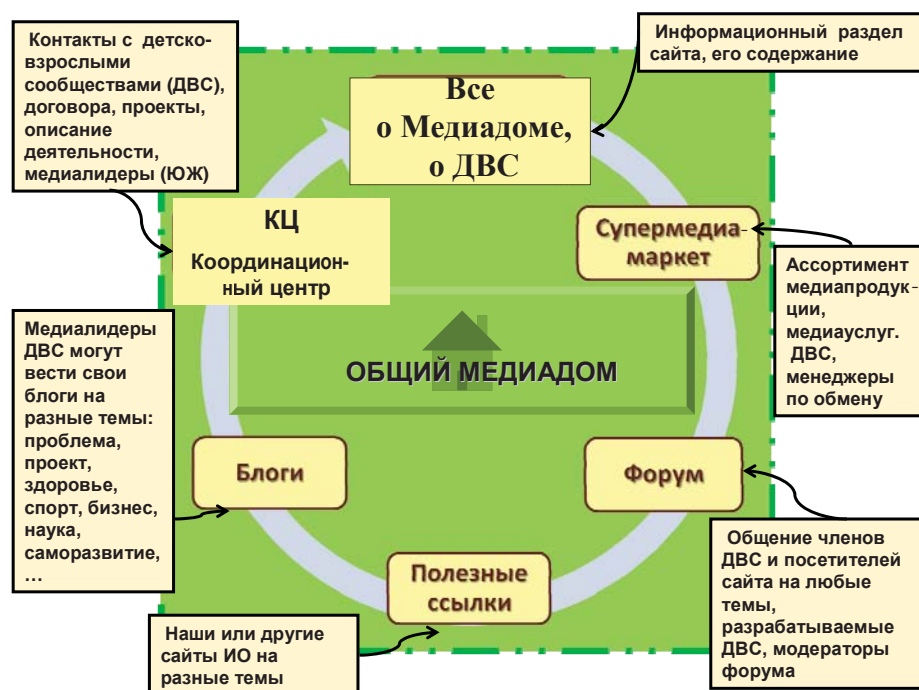 Контакты с детско-
взрослыми
сообществами (ДВС),
договора, проекты,
описание
деятельности,
медиалидеры (ЮЖ)
Все
о Медиадоме,
о ДВС
Информационный раздел
сайта, его содержание
КЦ
Координацион-
ный центр
Супермедиа-
маркет
Ассортимент
медиапродук-
ции,
медиауслуг.
ДВС,
менеджеры
по обмену
ОБЩИЙ МЕДИАДОМ
Медиалидеры
ДВС могут
вести свои
блоги на
разные темы:
проблема,
проект,
здоровье,
спорт, бизнес,
наука,
саморазвитие,
...
Блоги
Форум
Общение членов
ДВС и посетителей
сайта на любые
темы,
разрабатываемые
ДВС, модераторы
форума
Полезные
ссылки
Наши или другие
сайты ИО на
разные темы